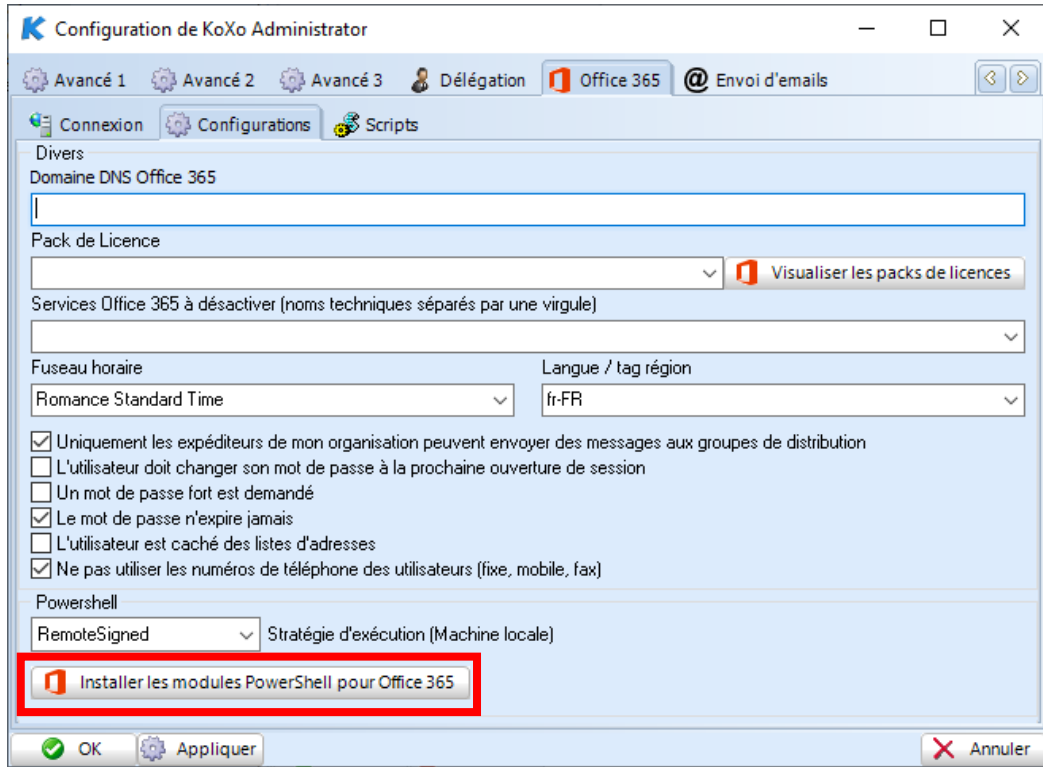 Configuration de KoXo Administrator
Avancé 1 Avancé 2 Avancé 3 Délégation Office 365 @ Envoi d'emails
Connexion Configurations Scripts
Divers
Domaine DNS Office 365
Pack de Licence
Visualiser les packs de licences
Services Office 365 à désactiver (noms techniques séparés par une virgule)
Fuseau horaire Langue / tag région
Romance Standard Time fr-FR
Uniquement les expéditeurs de mon organisation peuvent envoyer des messages aux groupes de distribution
L'utilisateur doit changer son mot de passe à la prochaine ouverture de session
Un mot de passe fort est demandé
Le mot de passe n'expire jamais
L'utilisateur est caché des listes d'adresses
Ne pas utiliser les numéros de téléphone des utilisateurs (fixe, mobile, fax)
Powershell
RemoteSigned Stratégie d'exécution (Machine locale)
Installer les modules PowerShell pour Office 365
OK Appliquer Annuler